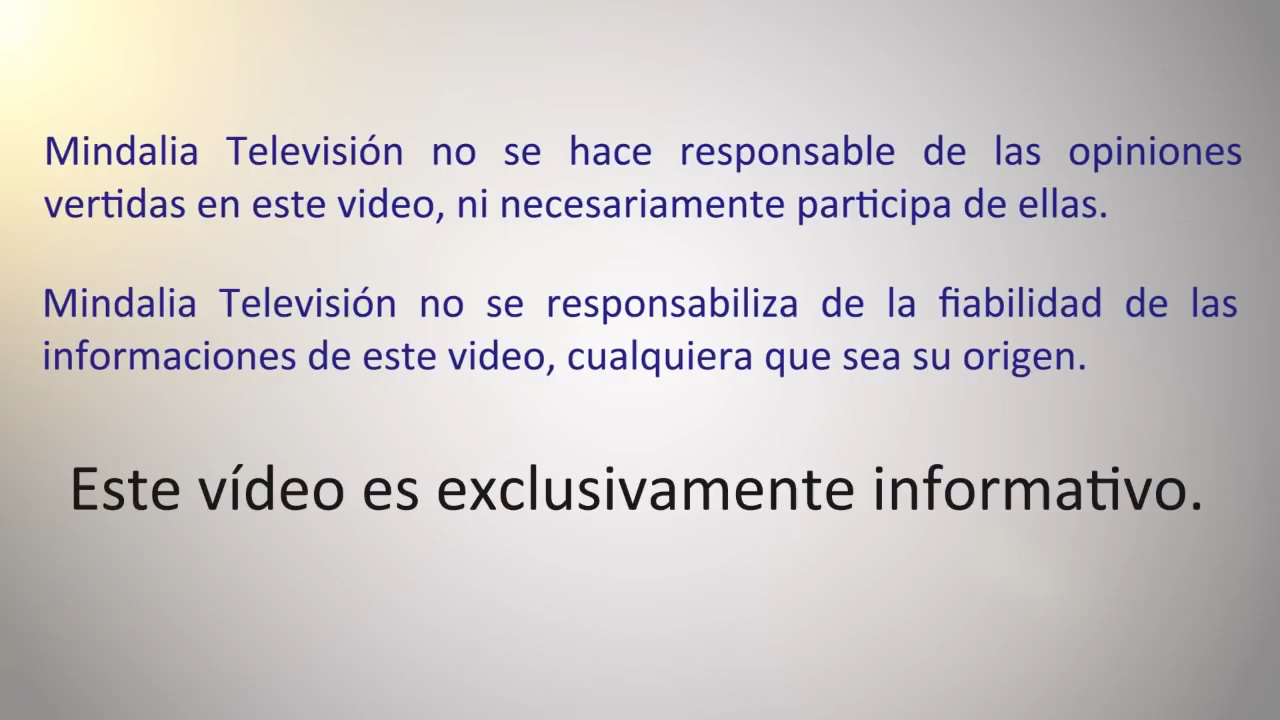 Mindalia Televisión no se hace responsable de las opiniones
vertidas en este video, ni necesariamente participa de ellas.
Mindalia Televisión no se responsabiliza de la fiabilidad de las
informaciones de este video, cualquiera que sea su origen.
Este vídeo es exclusivamente informativo.